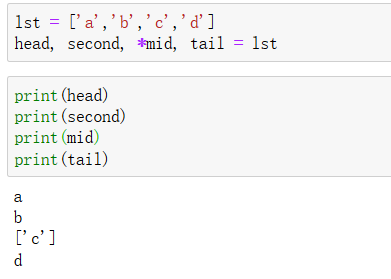 lst = ['a','b','c','d']
head, second, *mid, tail = lst
print(head)
print(second)
print(mid)
print(tail)
a
b
['c']
d